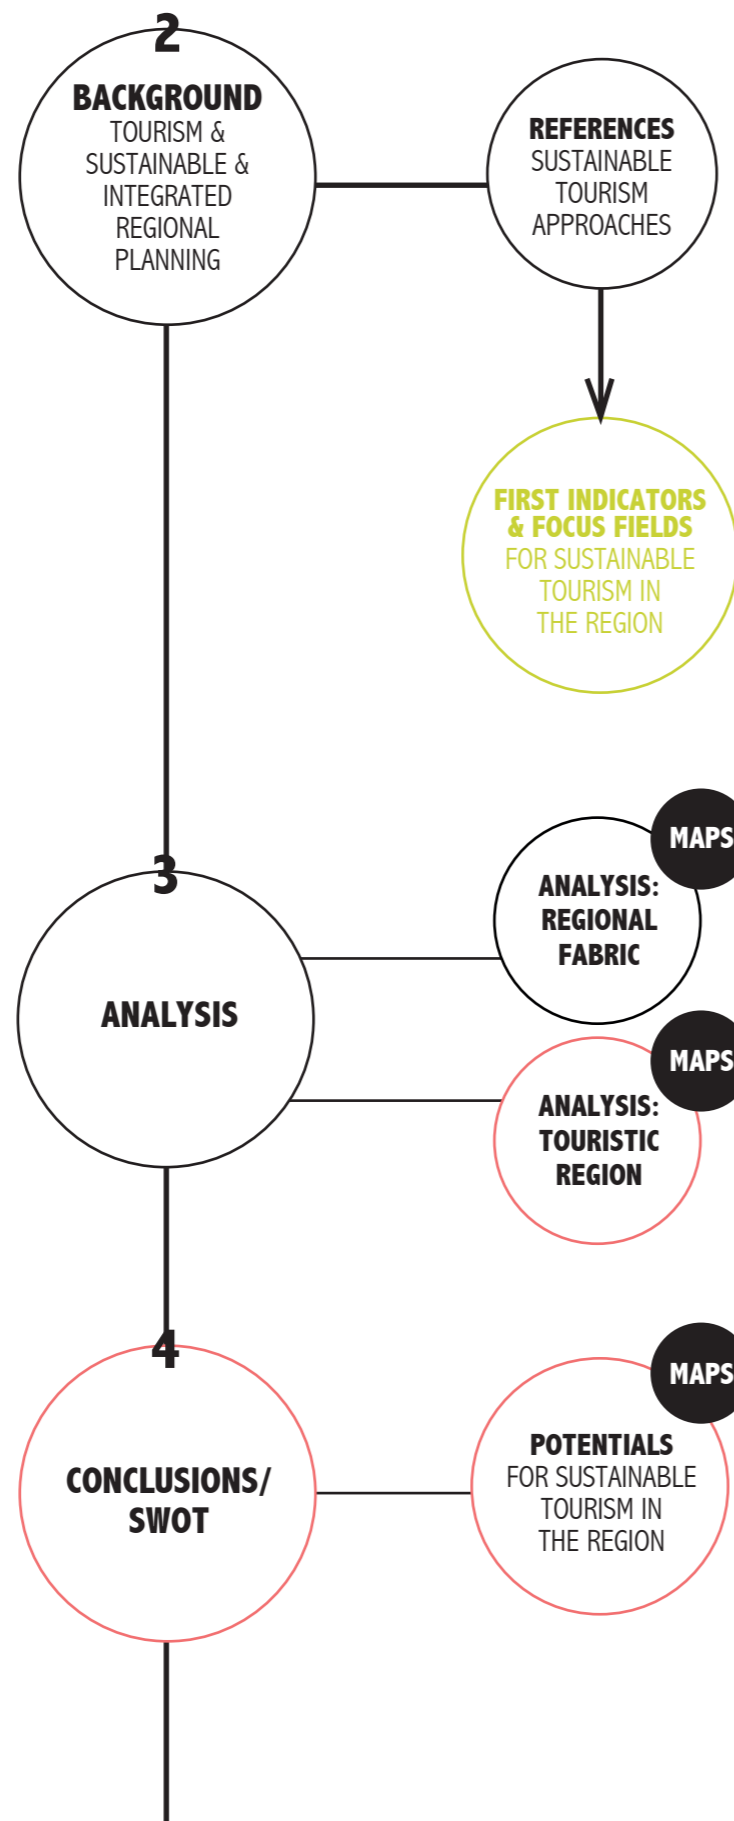 2
BACKGROUND
TOURISM &
SUSTAINABLE &
INTEGRATED
REGIONAL
PLANNING
REFERENCES
SUSTAINABLE
TOURISM
APPROACHES
FIRST INDICATORS
& FOCUS FIELDS
FOR SUSTAINABLE
TOURISM IN
THE REGION
3
ANALYSIS
MAPS
ANALYSIS:
REGIONAL
FABRIC
MAPS
ANALYSIS:
TOURISTIC
REGION
4
CONCLUSIONS/
SWOT
MAPS
POTENTIALS
FOR SUSTAINABLE
TOURISM IN
THE REGION